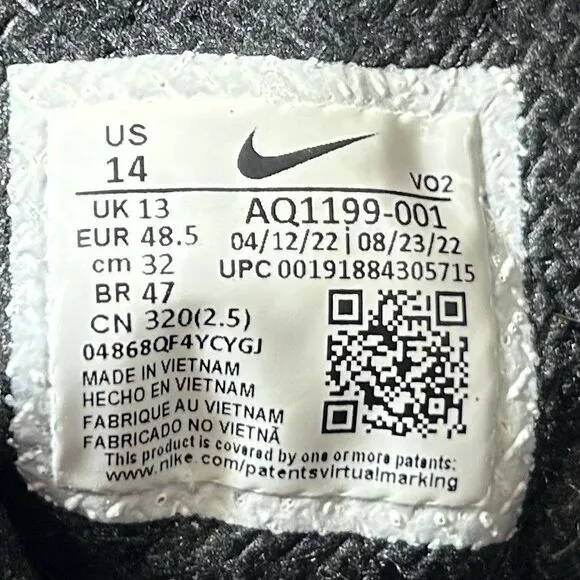 US
14
VO2
UK 13
AQ1199-001
EUR 48.5
04/12/22 | 08/23/22
cm 32
UPC 00191884305715
BR 47
CN 320(2.5)
04868QF4YCYGJ
MADE IN VIETNAM
HECHO EN VIETNAM
FABRIQUE AU VIETNAM
FABRICADO NO VIETNÃ
This product is covered by one or more patents:
www.nike.com/patentsvirtualmarking